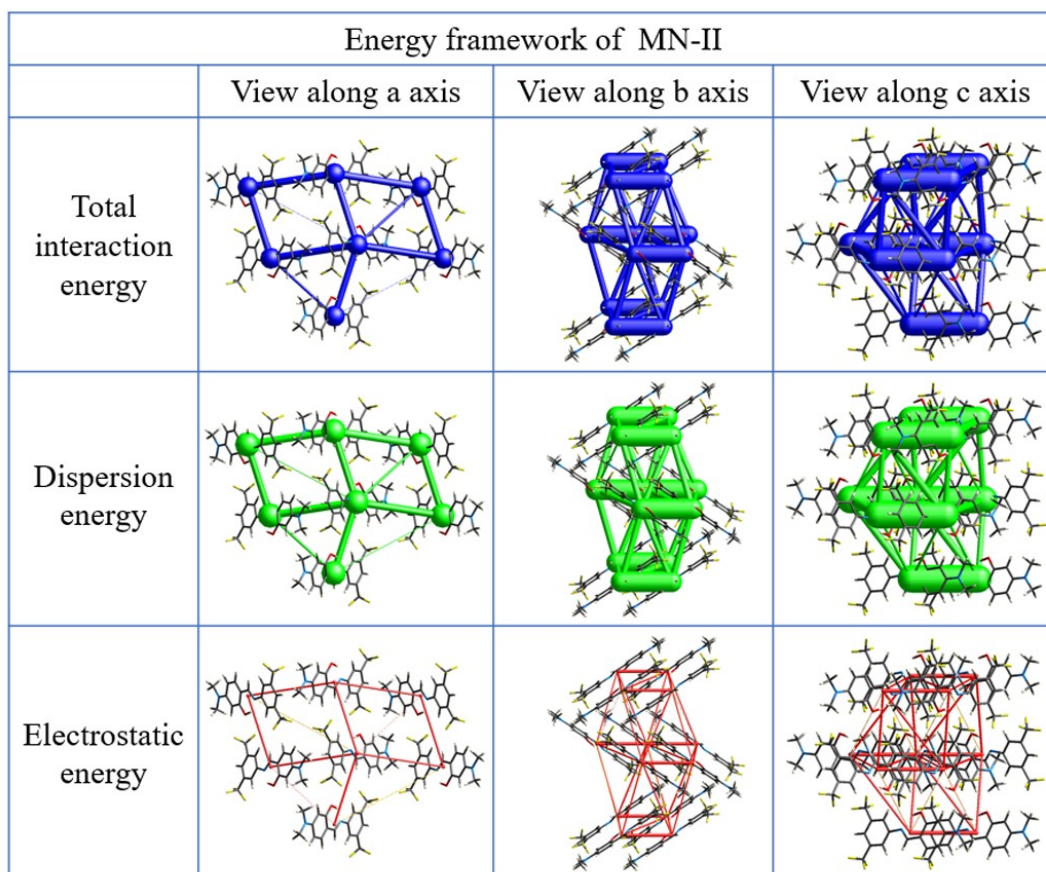 Energy framework of MN-II
View along a axis
View along b axis
View along c axis
Total
interaction
energy
Dispersion
energy
Electrostatic
energy